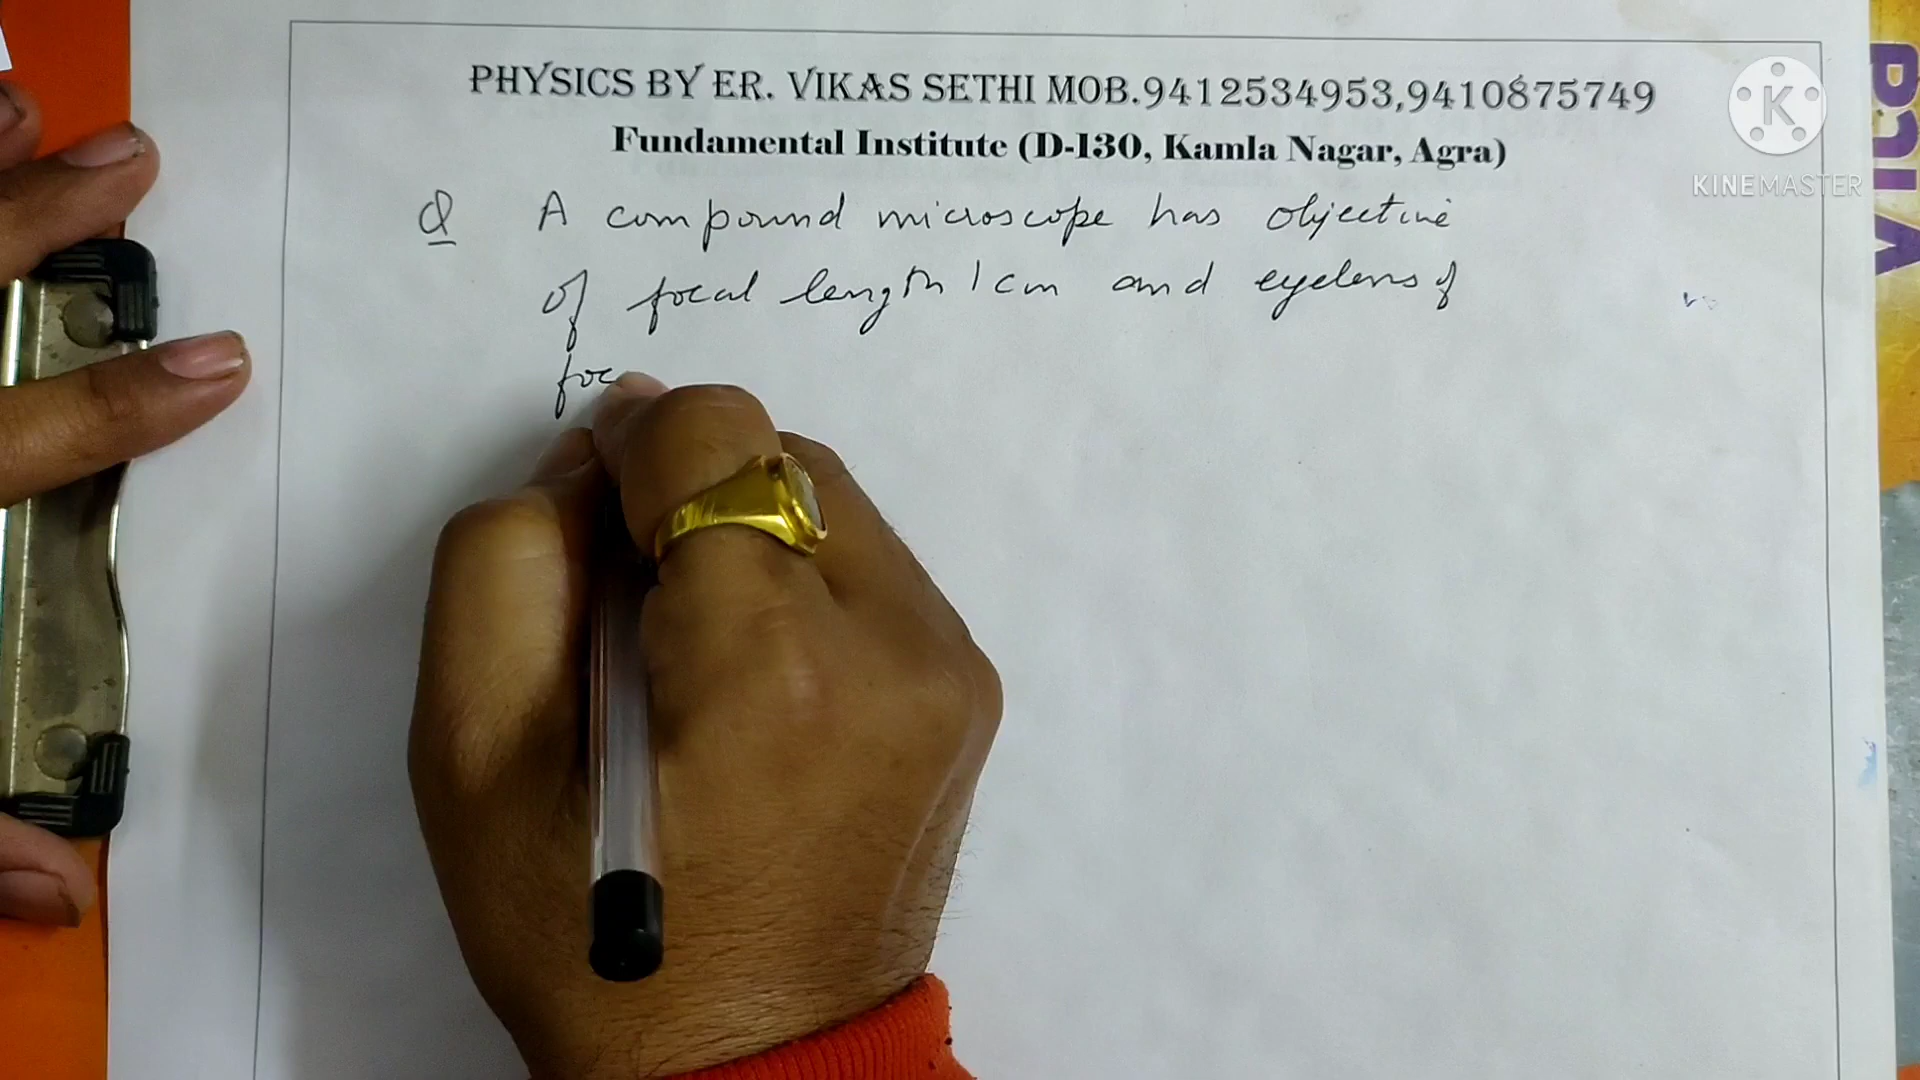 PHYSICS BY ER. VIKAS SETHI MOB.9412534953,9410875749
Fundamental Institute (D-130, Kamla Nagar, Agra)
K
KINEMASTER
Q A compound microscope has objective
of focal length 1 cm and eyelens of
foc